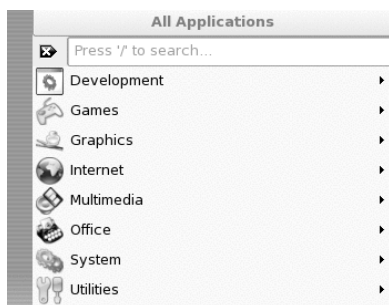 All Applications
Press '/' to search...
Development
Games
Graphics
Internet
Multimedia
Office
System
Utilities